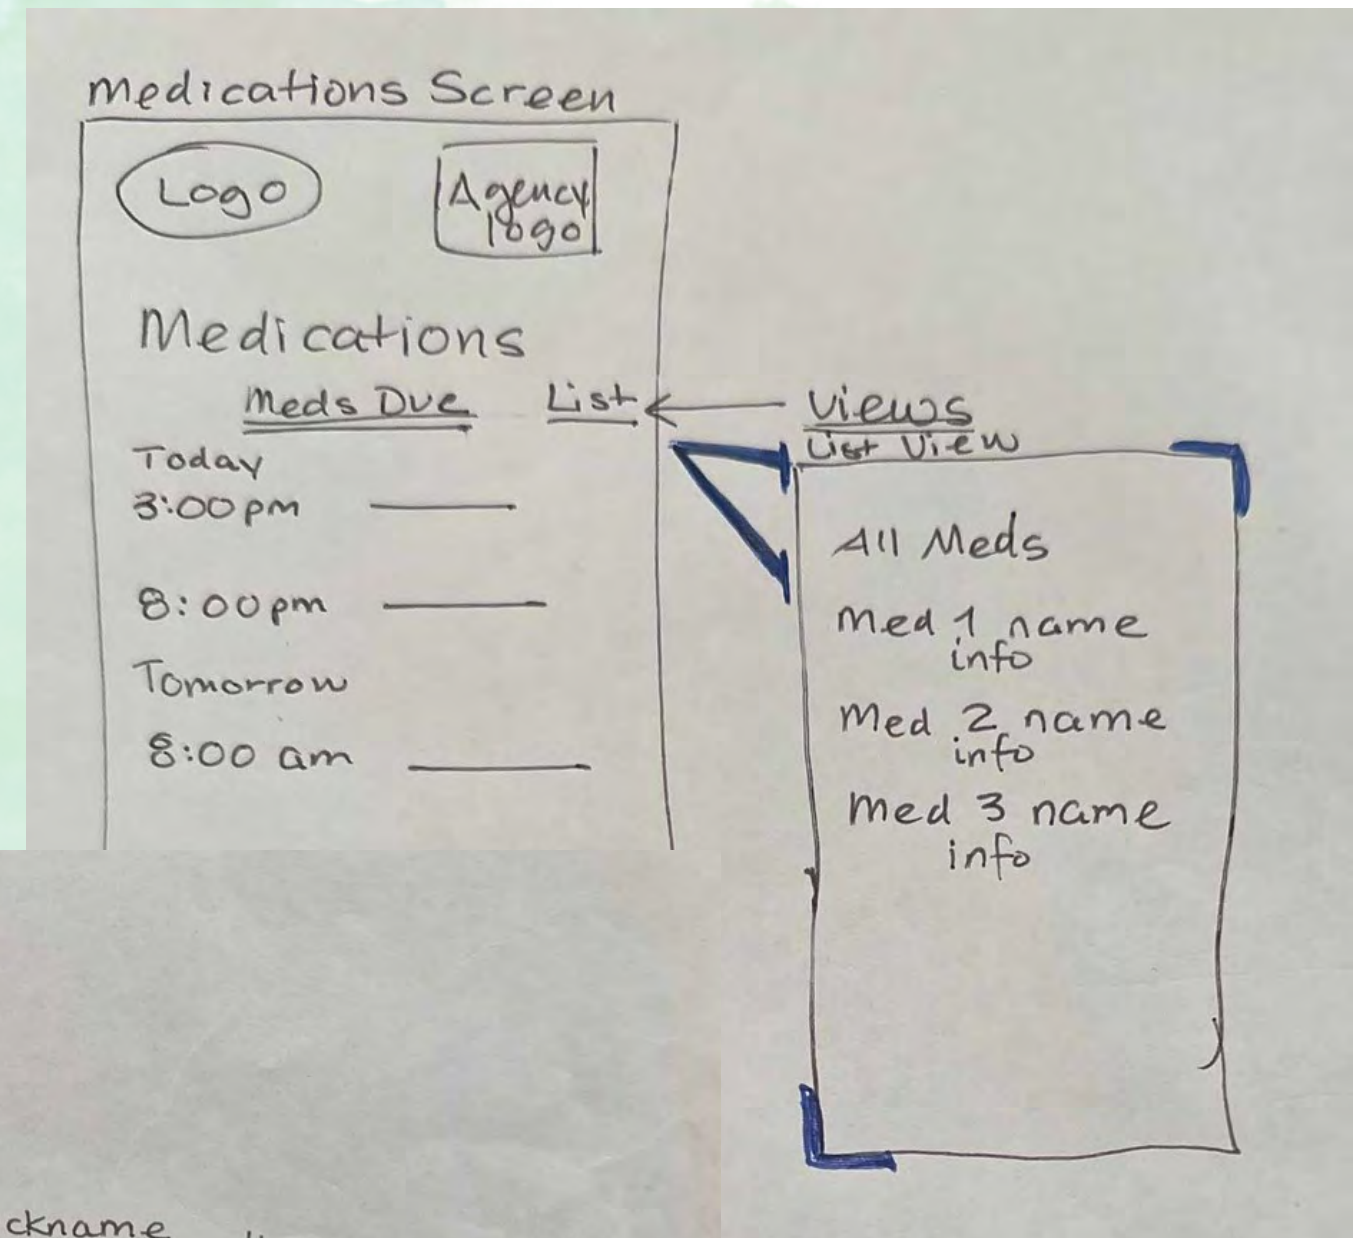 Medications Screen
Logo
Agency
logo
Medications
Meds Due List
Today
3:00pm
8:00pm
Tomorrow
8:00 am
Views
List View
All Meds
Med 1 name
info
Med 2 name
info
Med 3 name
info
ckname